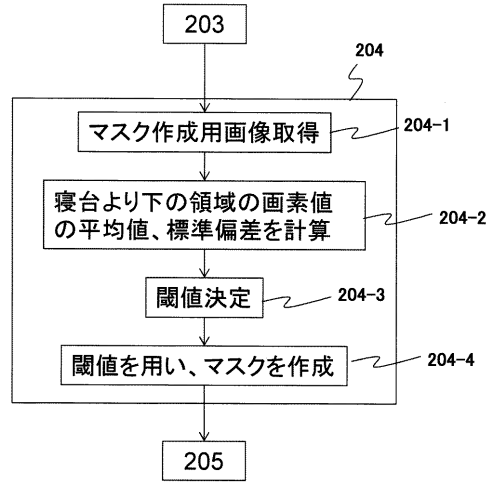 203
204
マスク作成用画像取得
204-1
寝台より下の領域の画素値
の平均値、標準偏差を計算
204-2
閾値決定
204-3
閾値を用い、マスクを作成
204-4
205